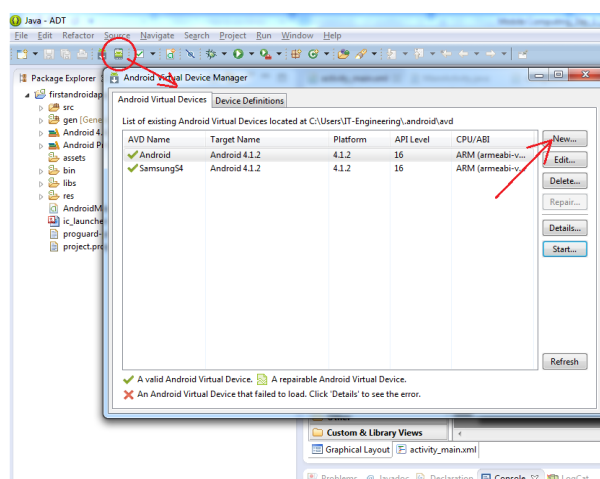 Java - ADT
File Edit Refactor Source Navigate Search Project Run Window Help
Package Explorer
Android Virtual Device Manager
Android Virtual Devices Device Definitions
List of existing Android Virtual Devices located at C:\Users\IT-Engineering\.android\avd
AVD Name Target Name Platform API Level CPU/ABI
Android Android 4.1.2 4.1.2 16 ARM (armeabi-v...
SamsungS4 Android 4.1.2 4.1.2 16 ARM (armeabi-v...
New...
Edit...
Delete...
Repair...
Details...
Start...
Refresh
A valid Android Virtual Device. A repairable Android Virtual Device.
An Android Virtual Device that failed to load. Click 'Details' to see the error.
firstandroidap
src
gen [Gene
Android 4.
Android Pr
assets
bin
libs
res
AndroidM
ic_launche
proguard-
project.pro
Custom & Library Views
Graphical Layout activity_main.xml
Problems @ Javadoc Declaration Console LogCat